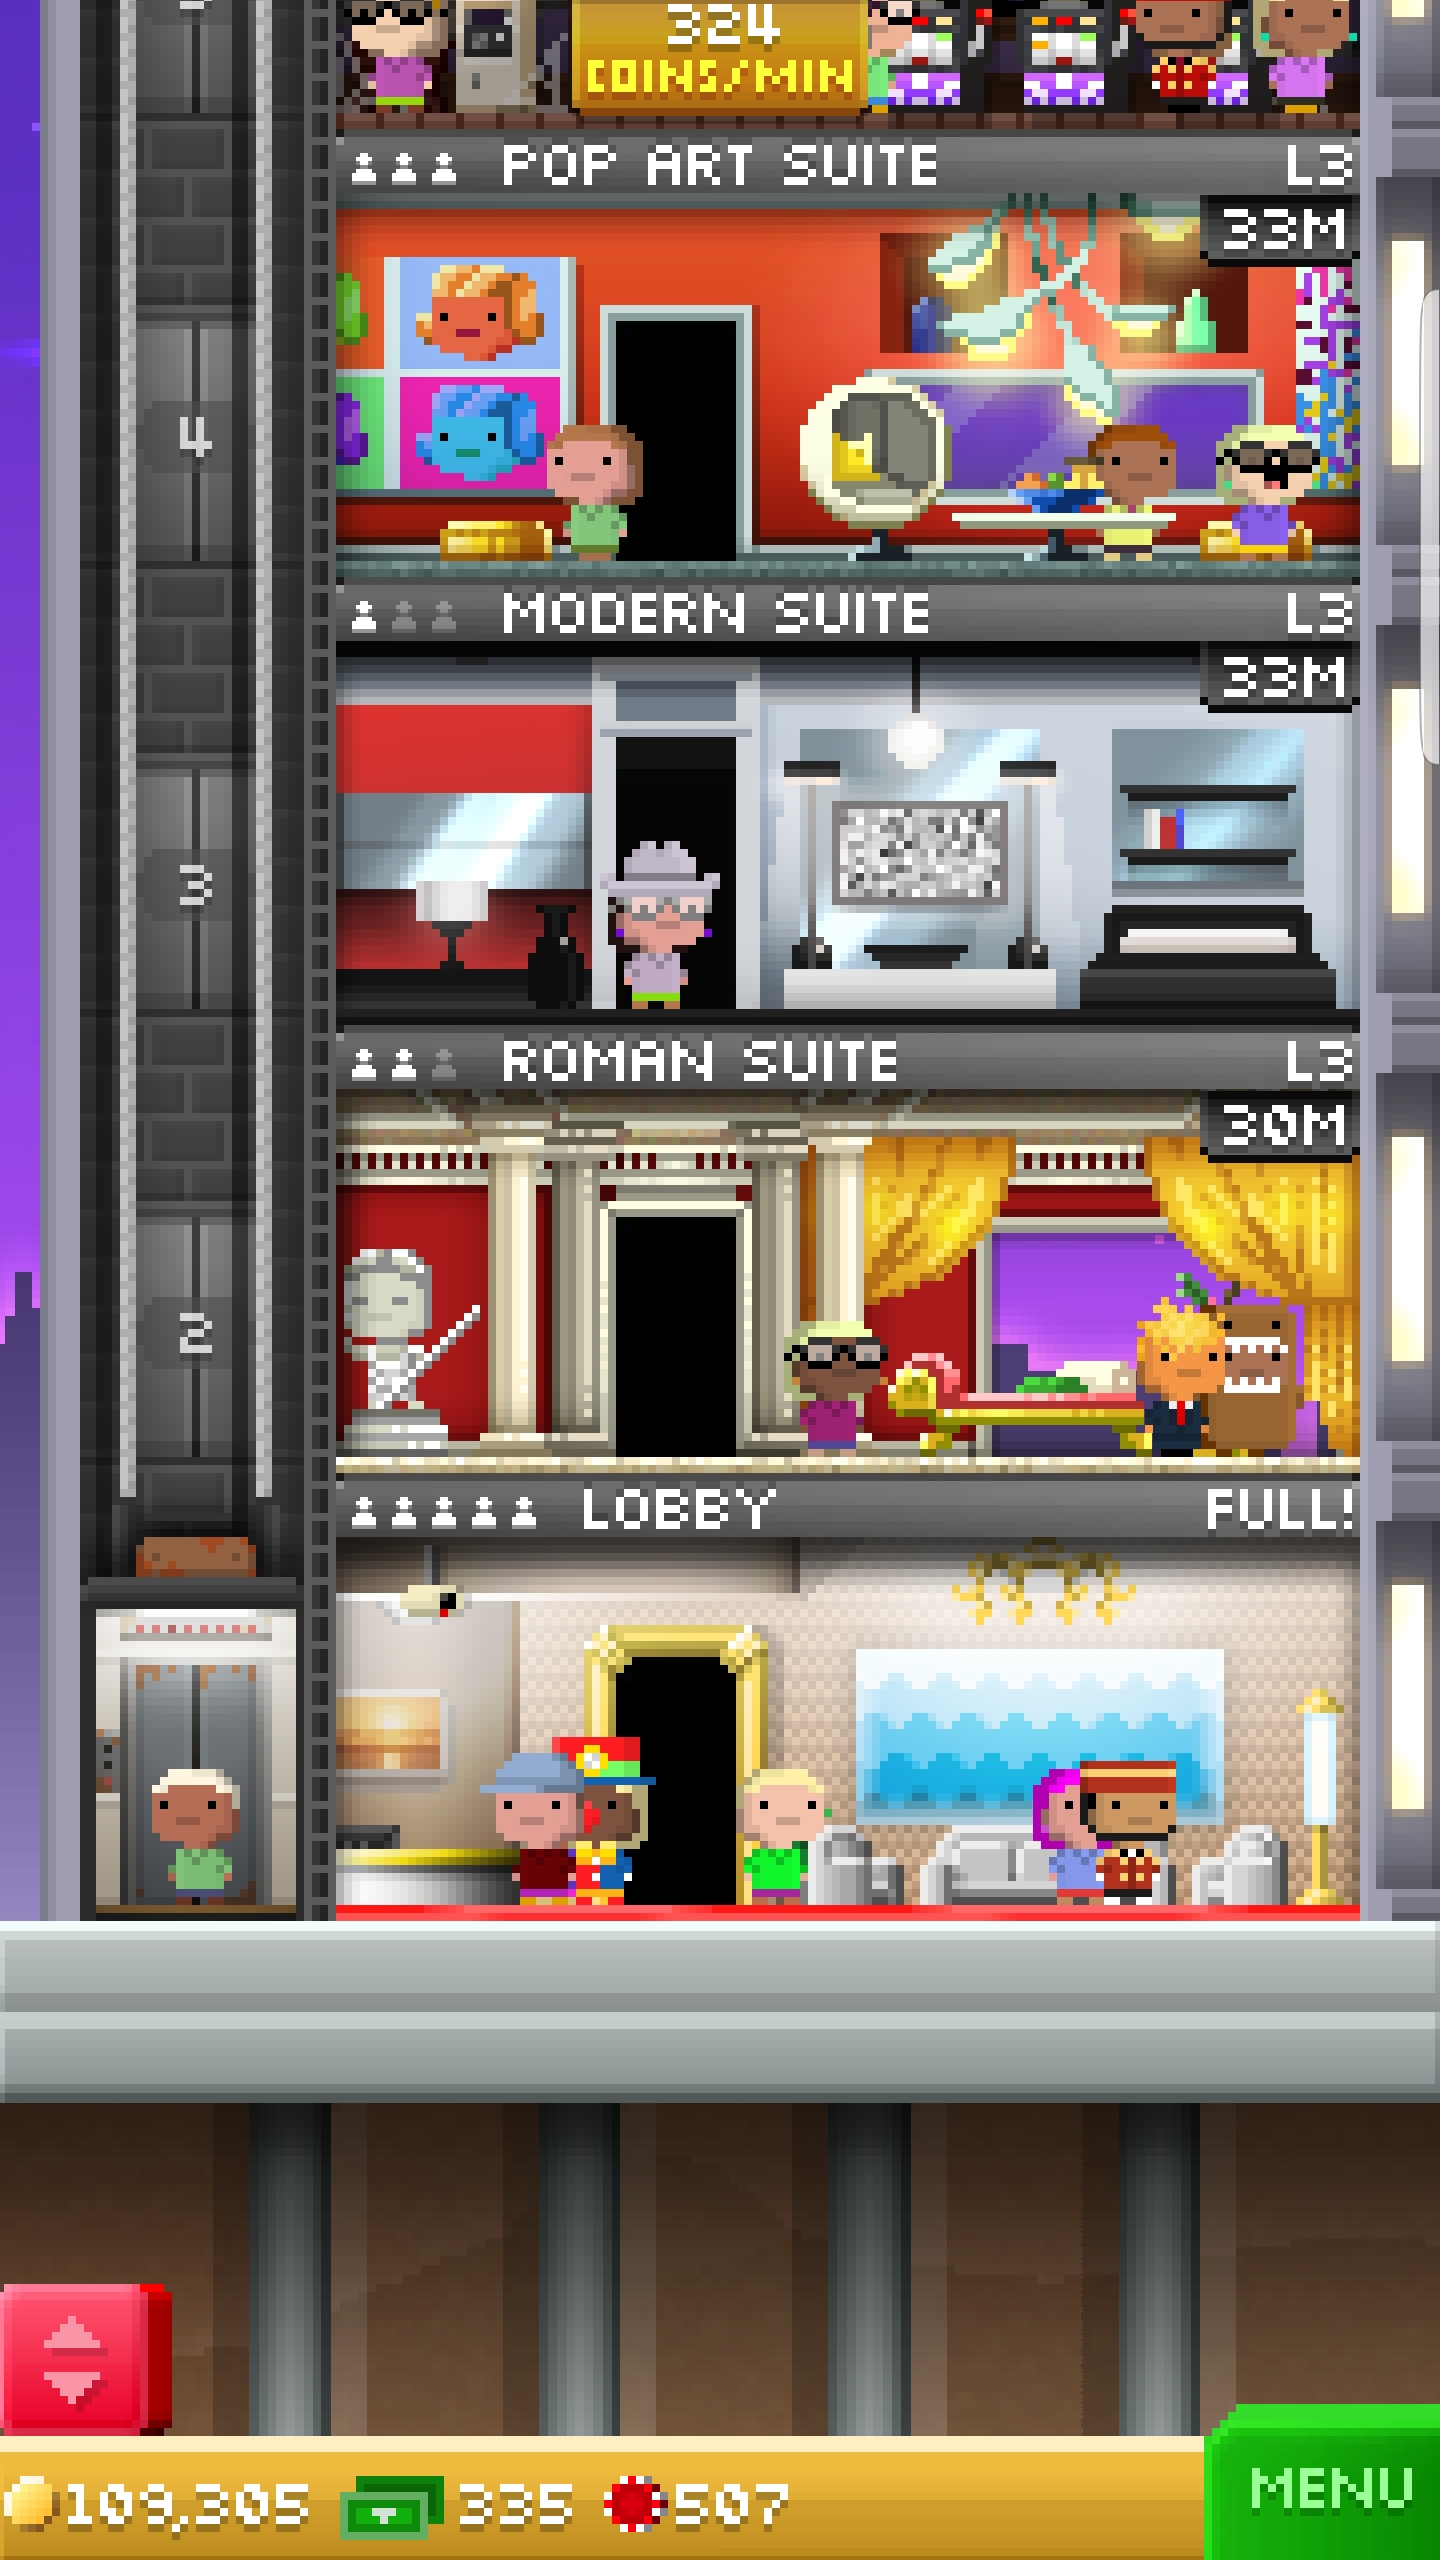 324
COINS/MIN
POP ART SUITE L3
33M
4
MODERN SUITE L3
33M
3
ROMAN SUITE L3
30M
2
LOBBY FULL!
109,305 335 507 MENU